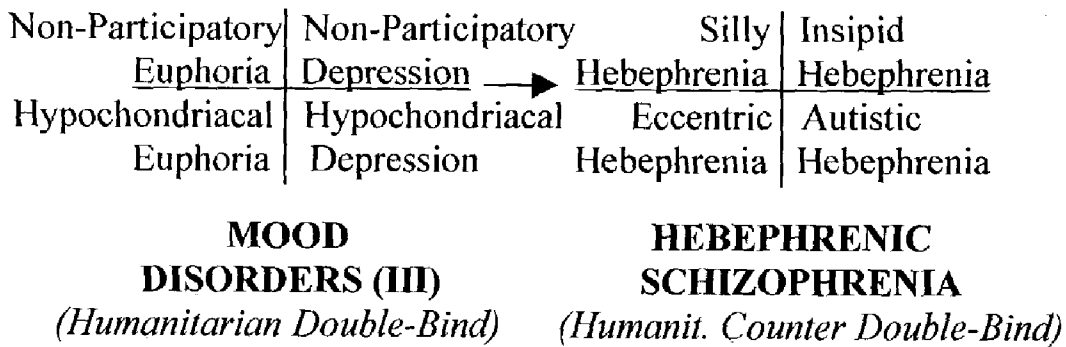 Non-Participatory Non-Participatory Silly Insipid
Euphoria Depression Hebephrenia Hebephrenia
Hypochondriacal Hypochondriacal Eccentric Autistic
Euphoria Depression Hebephrenia Hebephrenia
MOOD HEBEPHRENIC
DISORDERS (III) SCHIZOPHRENIA
(Humanitarian Double-Bind) (Humanit. Counter Double-Bind)